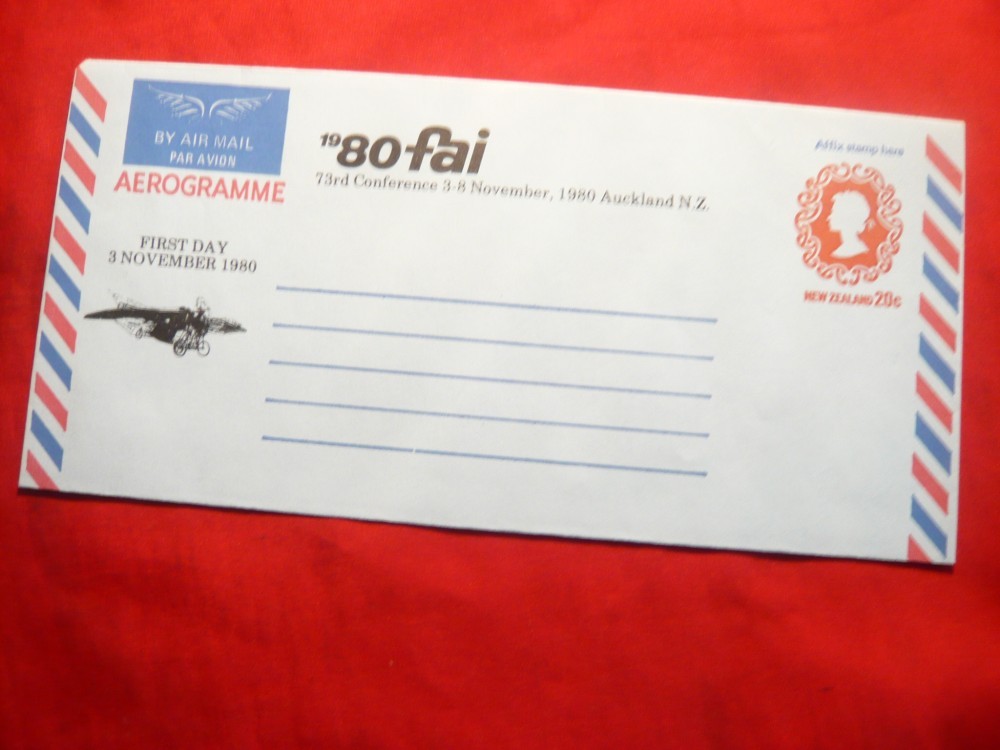 BY AIR MAIL
PAR AVION
AEROGRAMME
1980 fai
73rd Conference 3-8 November, 1980 Auckland N.Z.
Affix stamp here
NEW ZEALAND 20c
FIRST DAY
3 NOVEMBER 1980